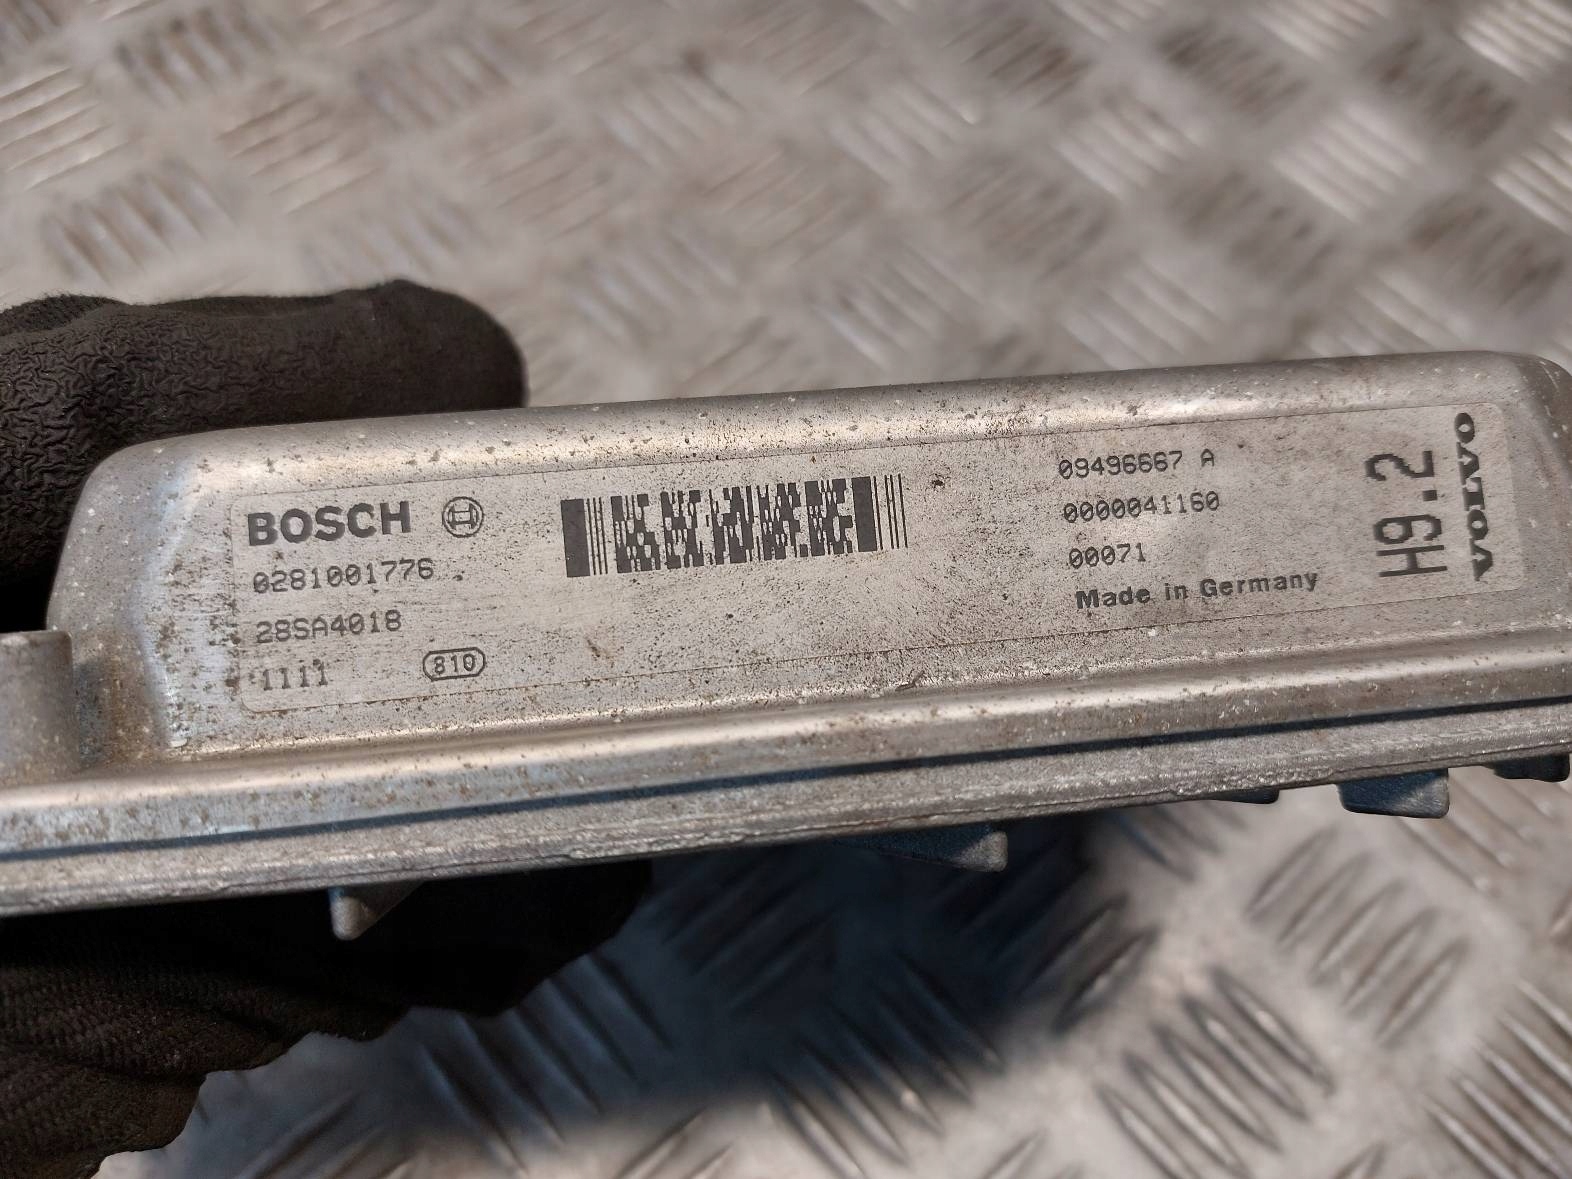 BOSCH
0281001776
28SA4018
1111
810
09496667 A
0000041160
00071
Made in Germany
H9.2
VOLVO